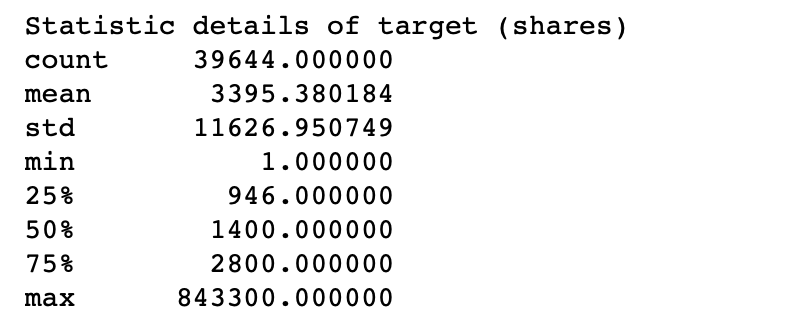 Statistic details of target (shares)
count 39644.000000
mean 3395.380184
std 11626.950749
min 1.000000
25% 946.000000
50% 1400.000000
75% 2800.000000
max 843300.000000